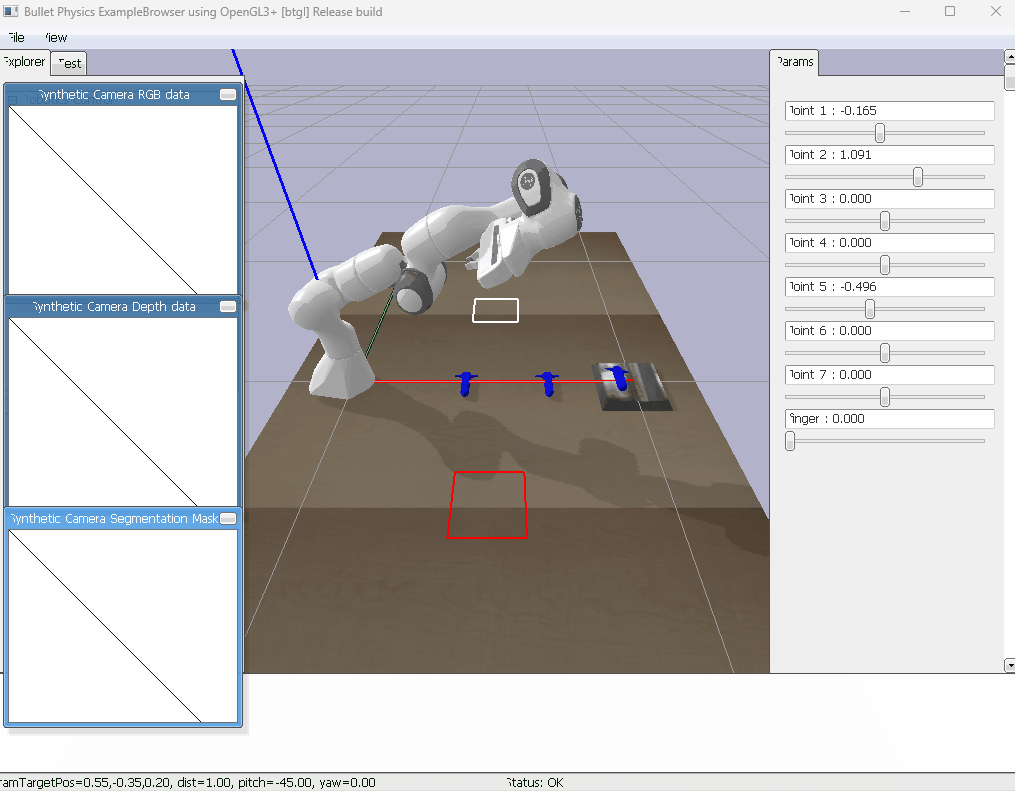 Bullet Physics ExampleBrowser using OpenGL3+ [btgl] Release build
File View
Explorer Test
Params
Synthetic Camera RGB data
Synthetic Camera Depth data
Synthetic Camera Segmentation Mask
Joint 1 : -0.165
Joint 2 : 1.091
Joint 3 : 0.000
Joint 4 : 0.000
Joint 5 : -0.496
Joint 6 : 0.000
Joint 7 : 0.000
finger : 0.000
ramTargetPos=0.55,-0.35,0.20, dist=1.00, pitch=-45.00, yaw=0.00
Status: OK